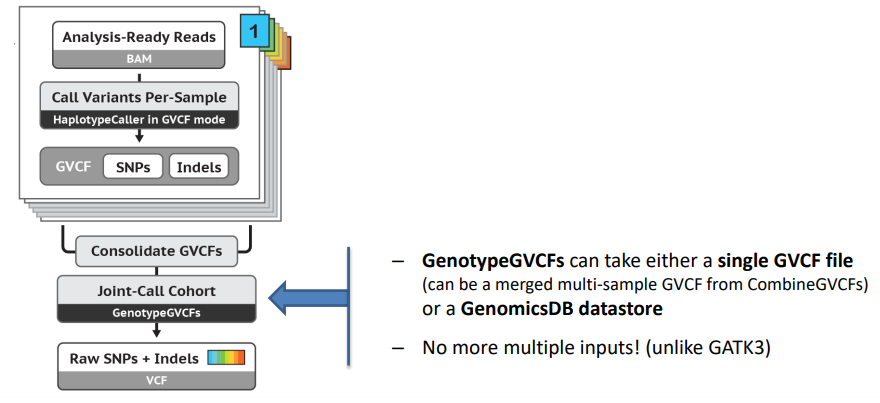 1
Analysis-Ready Reads
BAM
Call Variants Per-Sample
HaplotypeCaller in GVCF mode
GVCF SNPs Indels
Consolidate GVCFs
Joint-Call Cohort
GenotypeGVCFs
Raw SNPs + Indels
VCF
– GenotypeGVCFs can take either a single GVCF file
(can be a merged multi-sample GVCF from CombineGVCFs)
or a GenomicsDB datastore
– No more multiple inputs! (unlike GATK3)